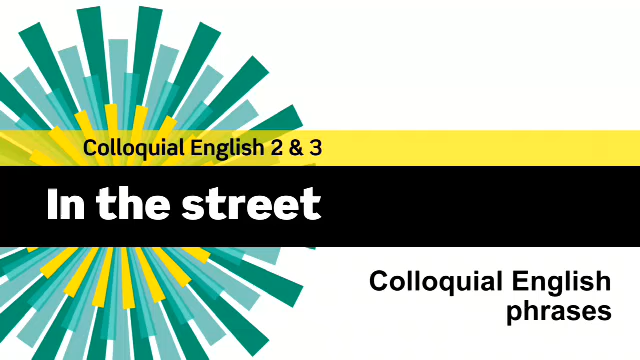 Colloquial English 2 & 3
In the street
Colloquial English
phrases